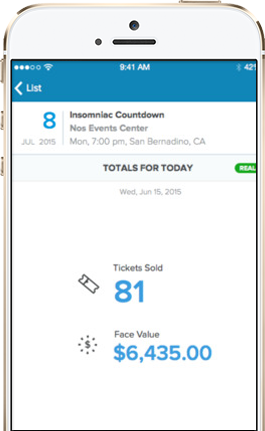 9:41 AM 42%
List
8 Insomniac Countdown
Nos Events Center
JUL 2015 Mon, 7:00 pm, San Bernadino, CA
TOTALS FOR TODAY REAL
Wed, Jun 15, 2015
Tickets Sold
81
Face Value
$ $6,435.00